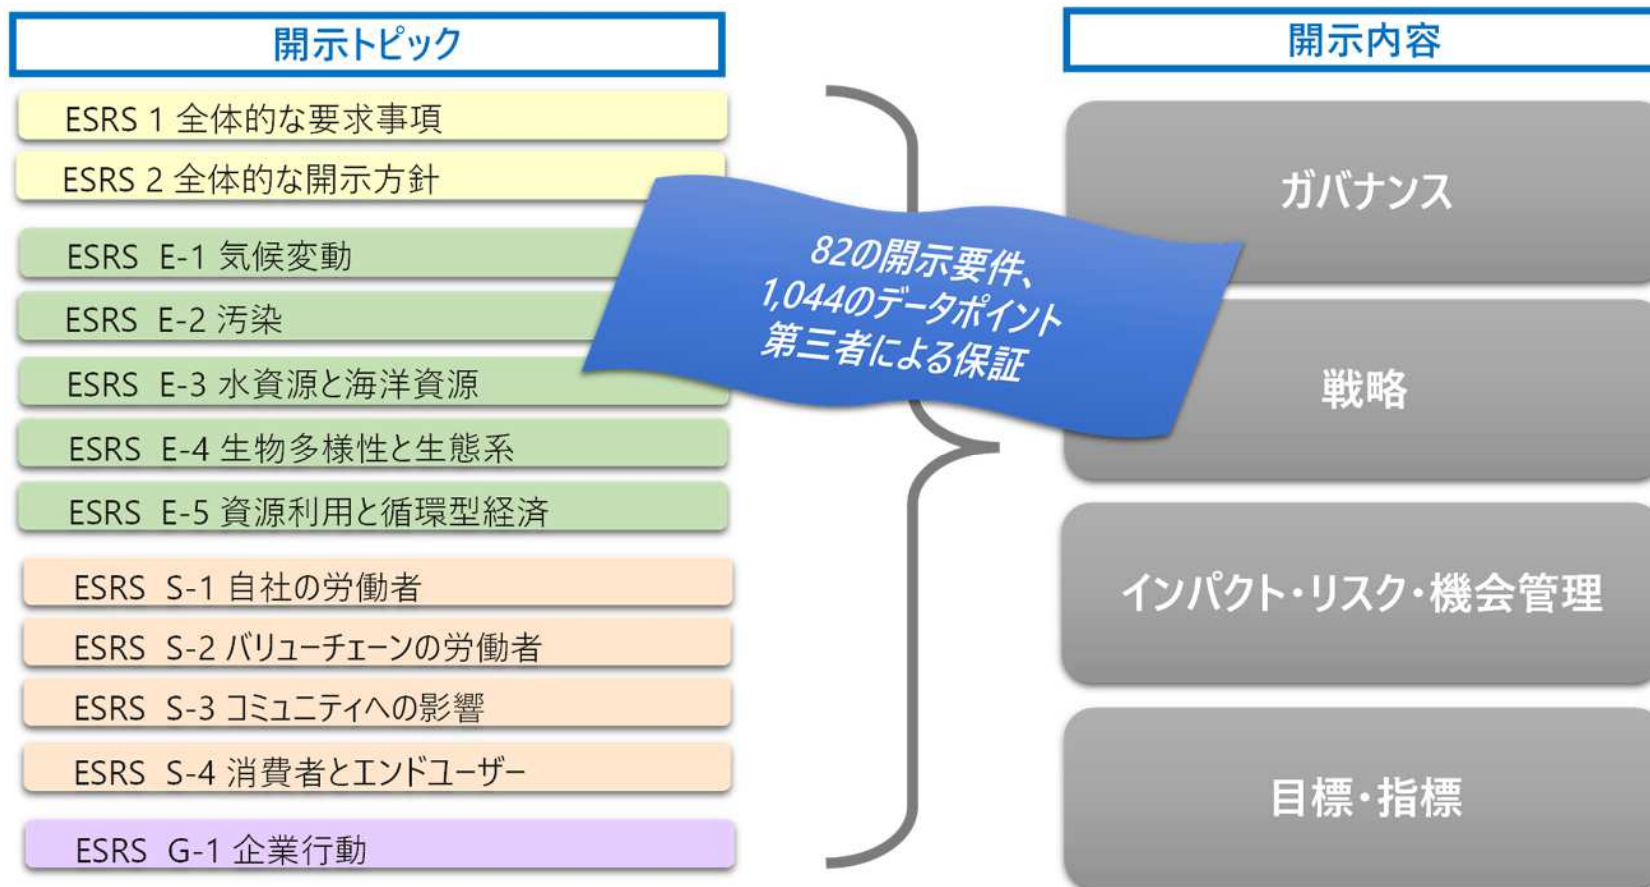 開示トピック
ESRS 1 全体的な要求事項
ESRS 2 全体的な開示方針
ESRS E-1 気候変動
ESRS E-2 汚染
ESRS E-3 水資源と海洋資源
ESRS E-4 生物多様性と生態系
ESRS E-5 資源利用と循環型経済
ESRS S-1 自社の労働者
ESRS S-2 バリューチェーンの労働者
ESRS S-3 コミュニティへの影響
ESRS S-4 消費者とエンドユーザー
ESRS G-1 企業行動
82の開示要件、
1,044のデータポイント
第三者による保証
開示内容
ガバナンス
戦略
インパクト・リスク・機会管理
目標・指標